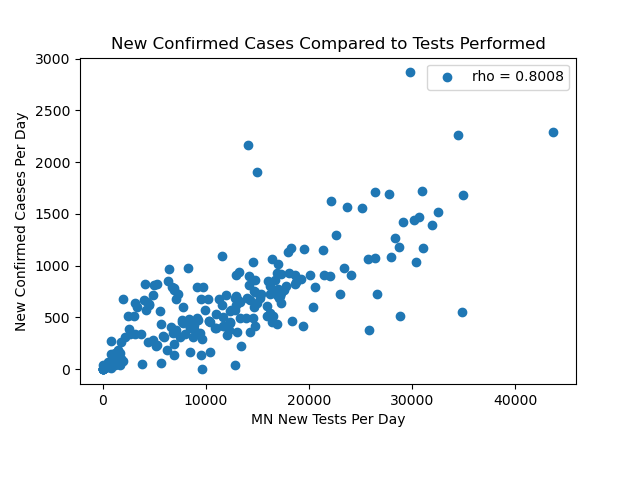 New Confirmed Cases Compared to Tests Performed
rho = 0.8008
3000
2500
2000
1500
1000
500
0
New Confirmed Caeses Per Day
0 10000 20000 30000 40000
MN New Tests Per Day